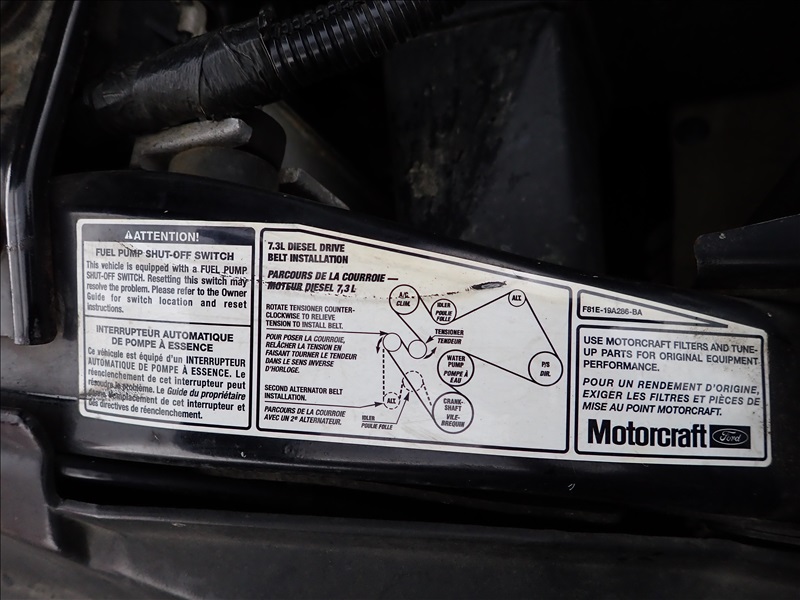 ⚠ATTENTION!
FUEL PUMP SHUT-OFF SWITCH
This vehicle is equipped with a FUEL PUMP
SHUT-OFF SWITCH. Resetting this switch may
resolve the problem. Please refer to the Owner
Guide for switch location and reset
instructions.
INTERRUPTEUR AUTOMATIQUE
DE POMPE À ESSENCE
Ce véhicule est équipé d'un INTERRUPTEUR
AUTOMATIQUE DE POMPE À ESSENCE. Le
réenclenchement de cet interrupteur peut
résoudre le problème. Le Guide du propriétaire
donne l'emplacement de cet interrupteur et
des directives de réenclenchement.
7.3L DIESEL DRIVE
BELT INSTALLATION
PARCOURS DE LA COURROIE —
MOTEUR DIESEL 7,3 L
ROTATE TENSIONER COUNTER-
CLOCKWISE TO RELIEVE
TENSION TO INSTALL BELT.
POUR POSER LA COURROIE,
RELÂCHER LA TENSION EN
FAISANT TOURNER LE TENDEUR
DANS LE SENS INVERSE
D'HORLOGE.
SECOND ALTERNATOR BELT
INSTALLATION.
PARCOURS DE LA COURROIE
AVEC UN 2e ALTERNATEUR.
A/C
CLIM.
IDLER
POULIE
FOLLE
ALT.
TENSIONER
TENDEUR
WATER
PUMP
POMPE À
EAU
P/S
DIR.
ALT.
IDLER
POULIE FOLLE
CRANK-
SHAFT
VILE-
BREQUIN
F81E-19A286-BA
USE MOTORCRAFT FILTERS AND TUNE-
UP PARTS FOR ORIGINAL EQUIPMENT
PERFORMANCE.
POUR UN RENDEMENT D'ORIGINE,
EXIGER LES FILTRES ET PIÈCES DE
MISE AU POINT MOTORCRAFT.
Motorcraft Ford